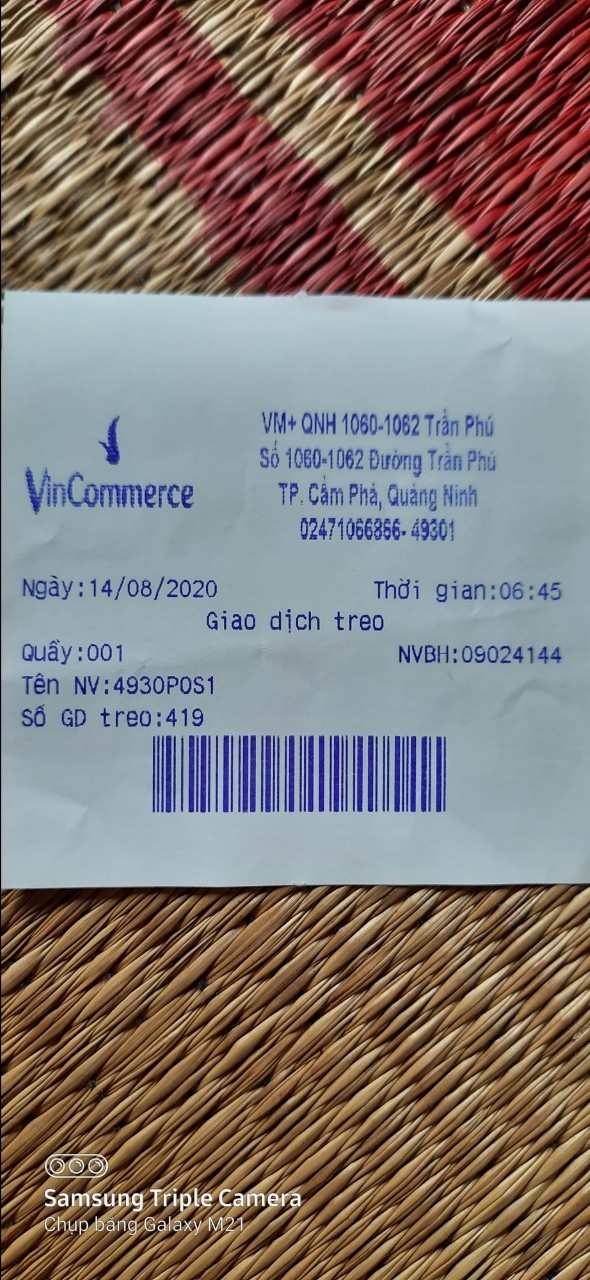 VinCommerce
VM+ QNH 1060-1062 Trần Phú
Số 1060-1062 Đường Trần Phú
TP. Cẩm Phả, Quảng Ninh
02471066866- 49301
Ngày:14/08/2020 Thời gian:06:45
Giao dịch treo
Quầy:001 NVBH:09024144
Tên NV:4930POS1
Số GD treo:419
Samsung Triple Camera
Chụp bằng Galaxy M21